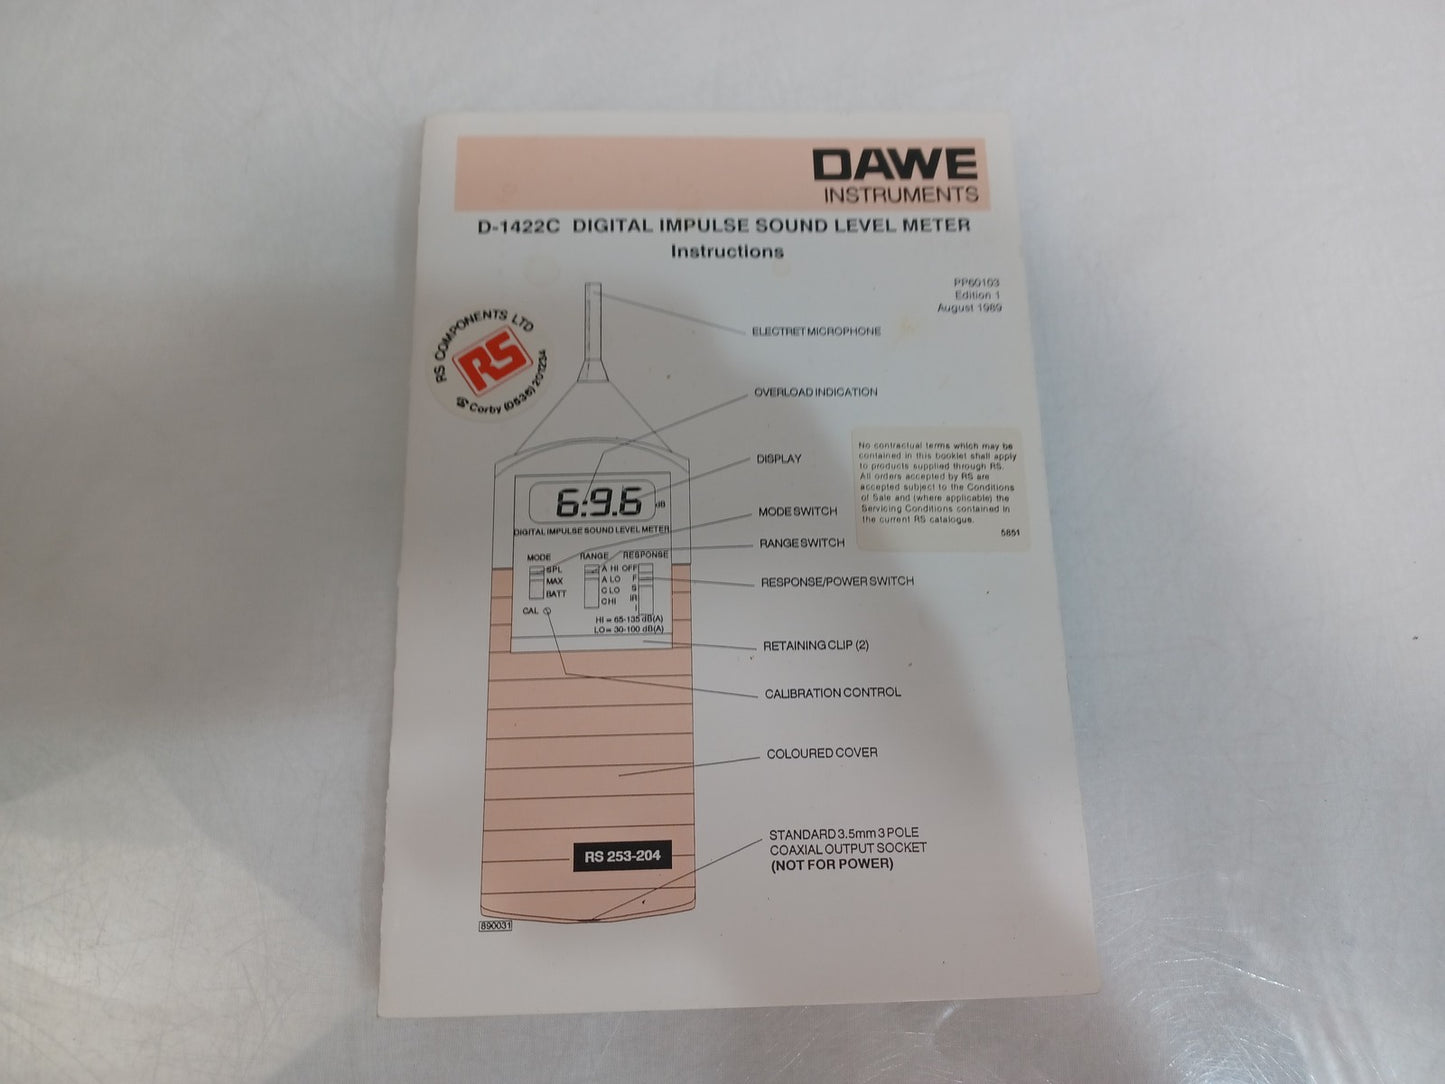 DAWE
INSTRUMENTS
D-1422C DIGITAL IMPULSE SOUND LEVEL METER
Instructions
PP60103
Edition 1
August 1989
RS COMPONENTS LTD
RS
Corby (0536) 201234
ELECTRET MICROPHONE
OVERLOAD INDICATION
DISPLAY
MODE SWITCH
RANGE SWITCH
RESPONSE/POWER SWITCH
RETAINING CLIP (2)
CALIBRATION CONTROL
COLOURED COVER
STANDARD 3.5mm 3 POLE
COAXIAL OUTPUT SOCKET
(NOT FOR POWER)
No contractual terms which may be
contained in this booklet shall apply
to products supplied through RS.
All orders accepted by RS are
accepted subject to the Conditions
of Sale and (where applicable) the
Servicing Conditions contained in
the current RS catalogue.
5851
6:9.6 dB
DIGITAL IMPULSE SOUND LEVEL METER
MODE RANGE RESPONSE
SPL A HI OFF
MAX A LO F
BATT C LO S
C HI IR
I
CAL
HI = 65-135 dB(A)
LO = 30-100 dB(A)
RS 253-204
890031